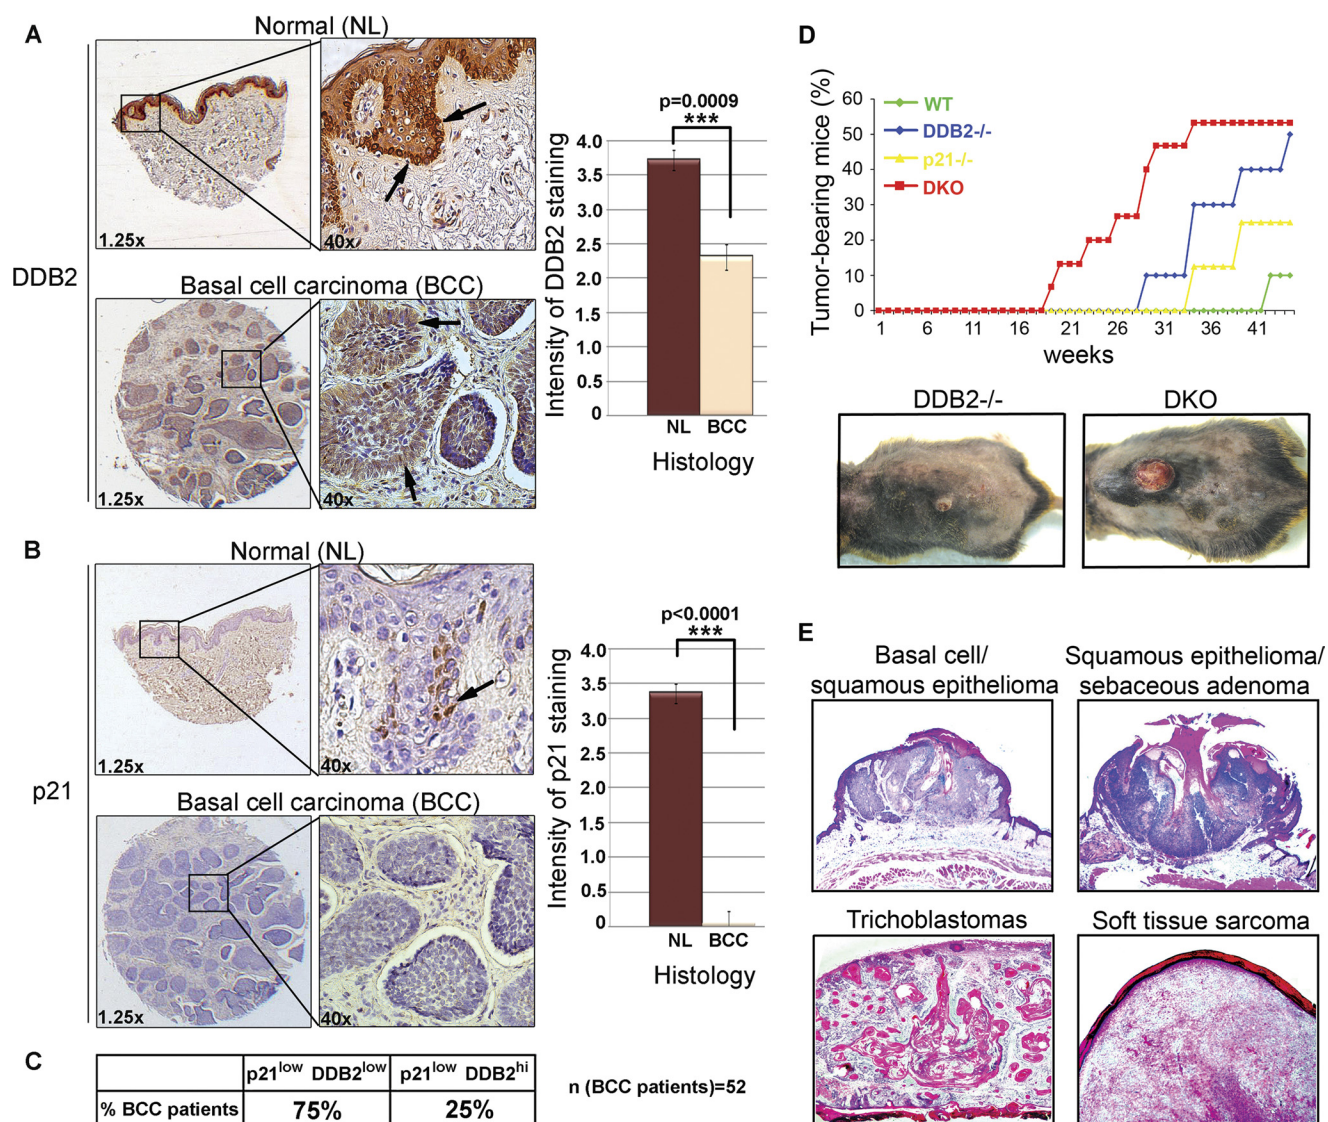 A
Normal (NL)
1.25x
40x
DDB2
Basal cell carcinoma (BCC)
1.25x
40x
p=0.0009
***
Intensity of DDB2 staining
4.0
3.5
3.0
2.5
2.0
1.5
1.0
0.5
0
NL BCC
Histology
B
Normal (NL)
1.25x
40x
p21
Basal cell carcinoma (BCC)
1.25x
40x
p<0.0001
***
Intensity of p21 staining
4.0
3.5
3.0
2.5
2.0
1.5
1.0
0.5
0
NL BCC
Histology
C
p21low DDB2low p21low DDB2hi
% BCC patients 75% 25%
n (BCC patients)=52
D
Tumor-bearing mice (%)
60
50
40
30
20
10
0
WT
DDB2-/-
p21-/-
DKO
1 6 11 16 21 26 31 36 41
weeks
DDB2-/- DKO
E
Basal cell/
squamous epithelioma
Squamous epithelioma/
sebaceous adenoma
Trichoblastomas
Soft tissue sarcoma